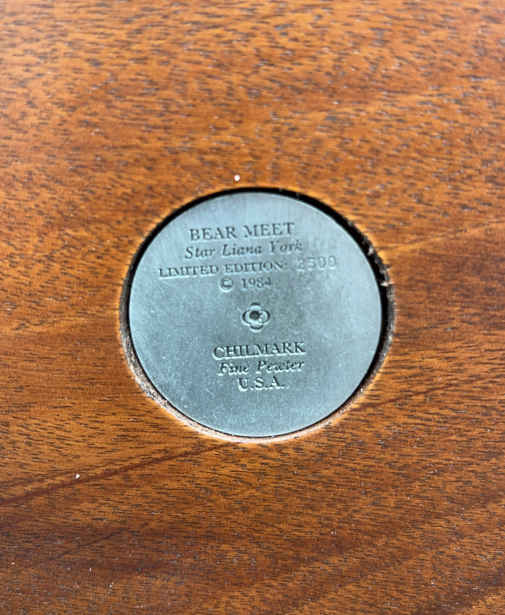 BEAR MEET
Star Liana York
LIMITED EDITION: 2500
© 1984
CHILMARK
Fine Pewter
U.S.A.